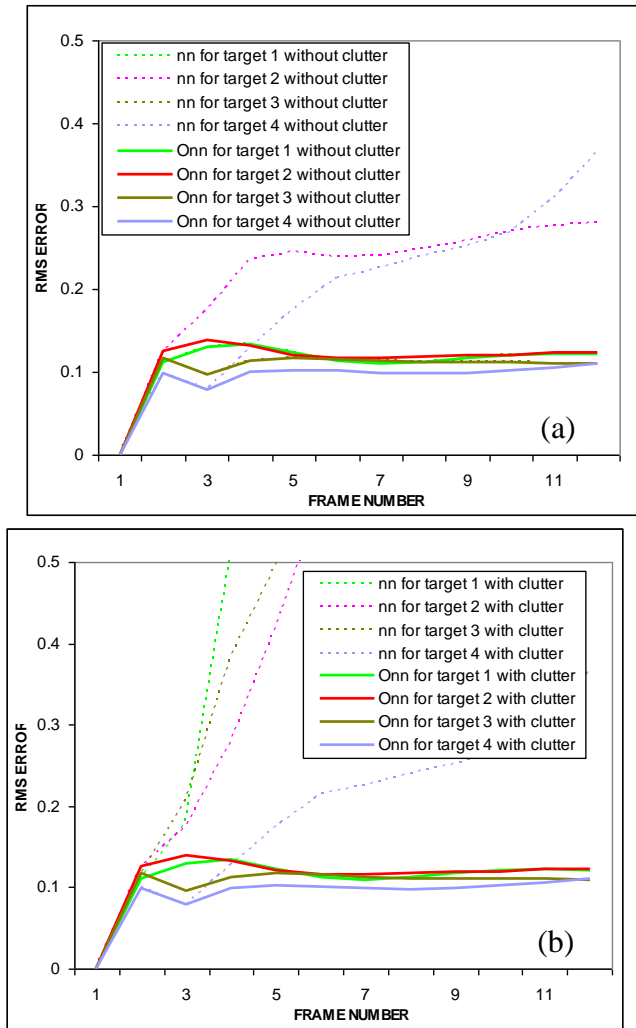 0.5
0.4
0.3
0.2
0.1
0
RMS ERROR
nn for target 1 without clutter
nn for target 2 without clutter
nn for target 3 without clutter
nn for target 4 without clutter
Onn for target 1 without clutter
Onn for target 2 without clutter
Onn for target 3 without clutter
Onn for target 4 without clutter
(a)
1 3 5 7 9 11
FRAME NUMBER
0.5
0.4
0.3
0.2
0.1
0
RMS ERROR
nn for target 1 with clutter
nn for target 2 with clutter
nn for target 3 with clutter
nn for target 4 with clutter
Onn for target 1 with clutter
Onn for target 2 with clutter
Onn for target 3 with clutter
Onn for target 4 with clutter
(b)
1 3 5 7 9 11
FRAME NUMBER